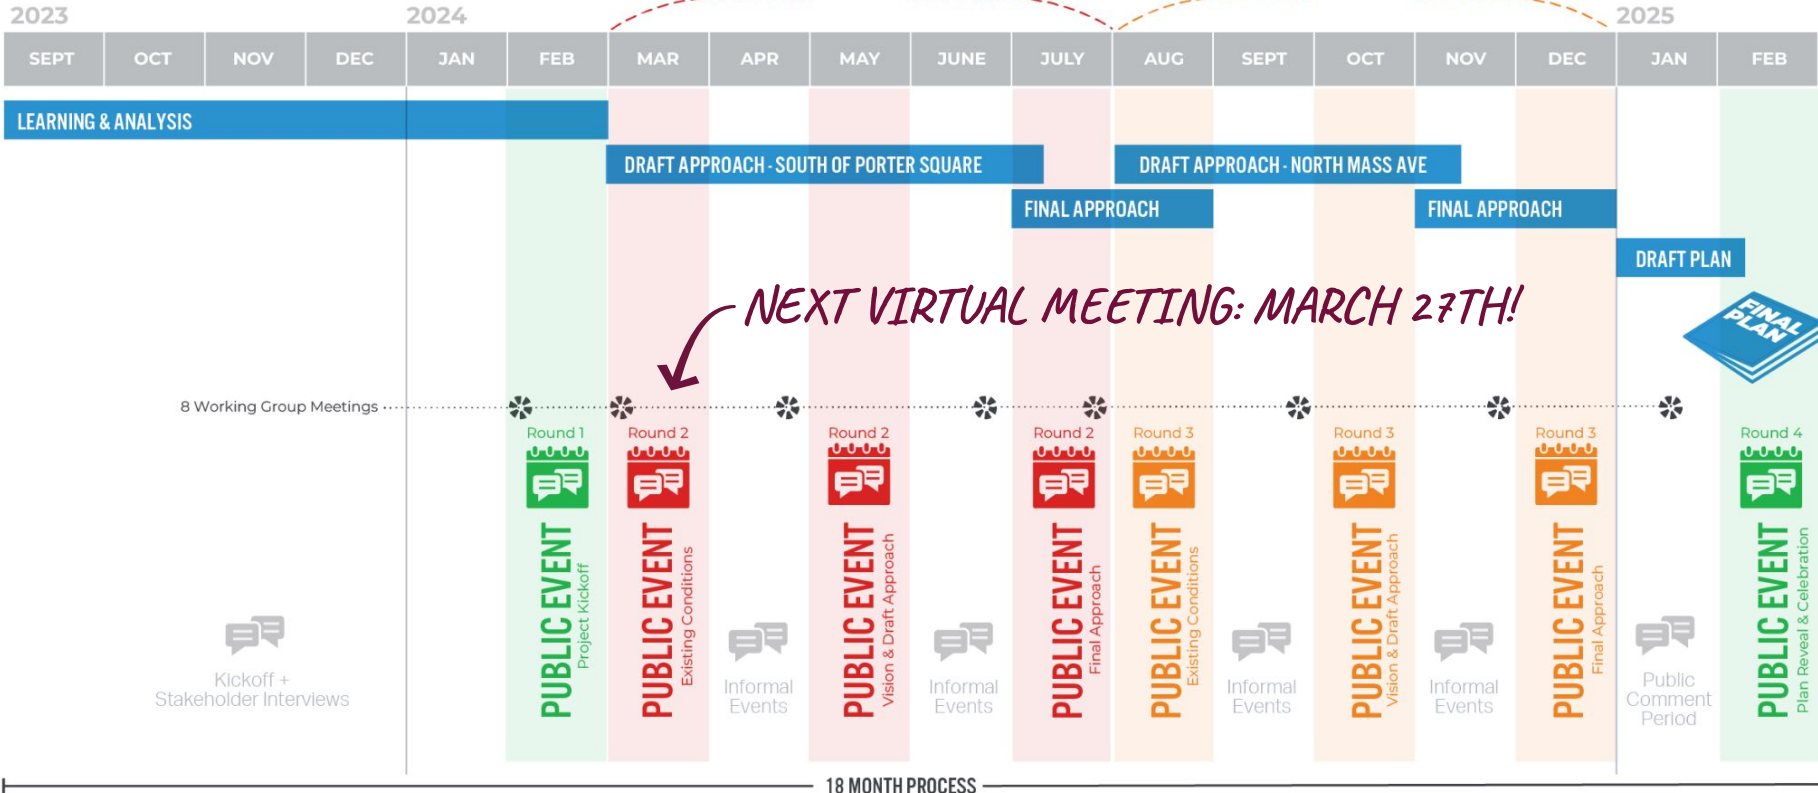 2023
2024
2025
SEPT
OCT
NOV
DEC
JAN
FEB
MAR
APR
MAY
JUNE
JULY
AUG
SEPT
OCT
NOV
DEC
JAN
FEB
LEARNING & ANALYSIS
DRAFT APPROACH - SOUTH OF PORTER SQUARE
DRAFT APPROACH - NORTH MASS AVE
FINAL APPROACH
FINAL APPROACH
DRAFT PLAN
NEXT VIRTUAL MEETING: MARCH 27TH!
FINAL
PLAN
8 Working Group Meetings
Round 1
Round 2
Round 2
Round 2
Round 3
Round 3
Round 3
Round 4
PUBLIC EVENT
Project Kickoff
PUBLIC EVENT
Existing Conditions
PUBLIC EVENT
Vision & Draft Approach
PUBLIC EVENT
Final Approach
PUBLIC EVENT
Existing Conditions
PUBLIC EVENT
Vision & Draft Approach
PUBLIC EVENT
Final Approach
PUBLIC EVENT
Plan Reveal & Celebration
Kickoff +
Stakeholder Interviews
Informal
Events
Informal
Events
Informal
Events
Informal
Events
Public
Comment
Period
18 MONTH PROCESS